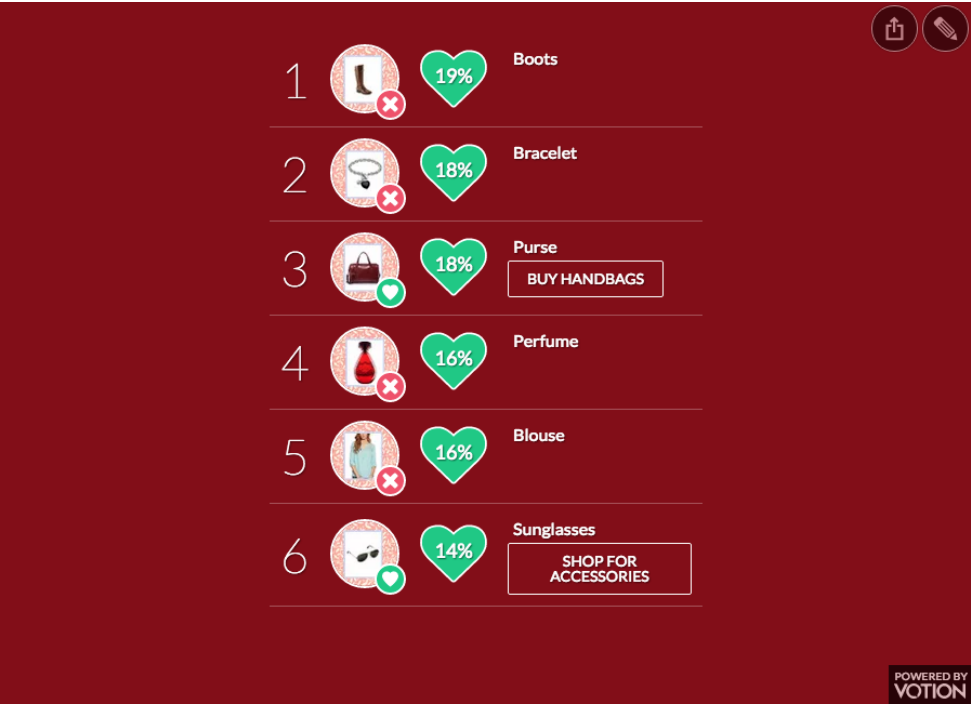 1
19%
Boots
2
18%
Bracelet
3
18%
Purse
BUY HANDBAGS
4
16%
Perfume
5
16%
Blouse
6
14%
Sunglasses
SHOP FOR
ACCESSORIES
POWERED BY
VOTION